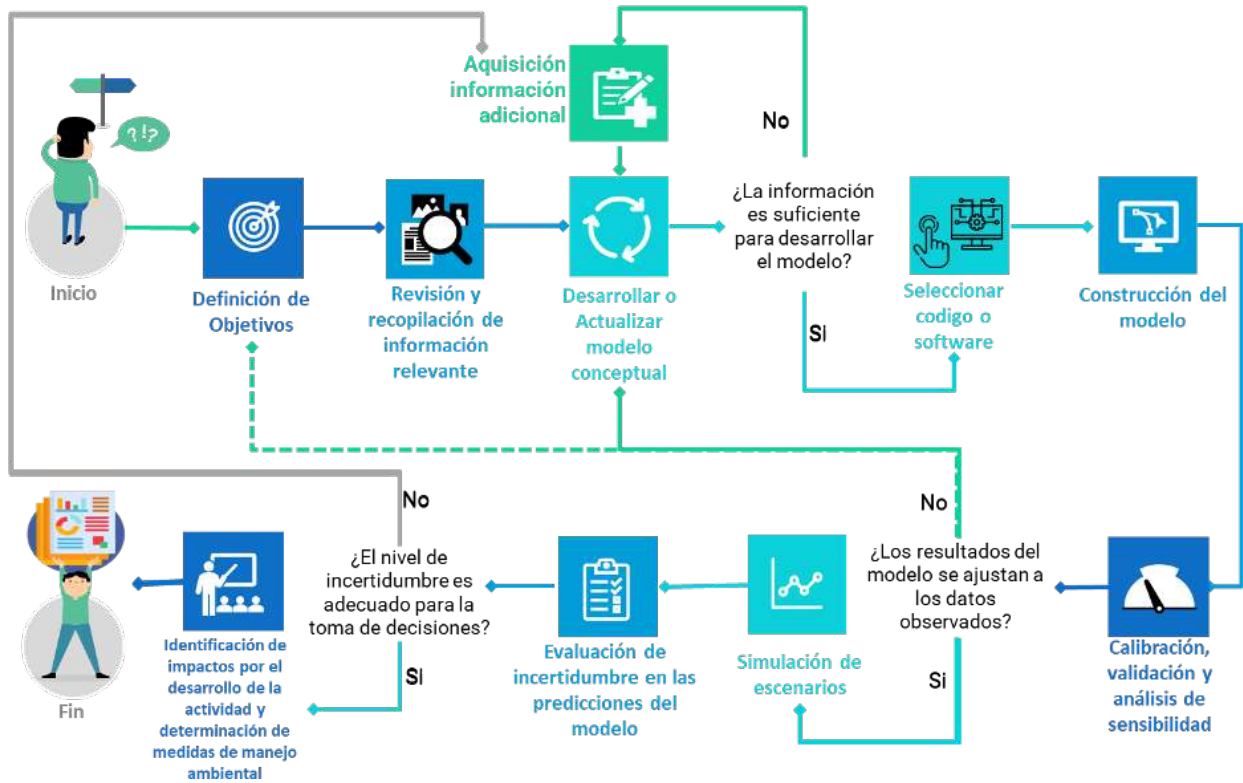 Aquisición
información
adicional
No
? !?
Inicio
Definición de
Objetivos
Revisión y
recopilación de
información
relevante
Desarrollar o
Actualizar
modelo
conceptual
¿La información
es suficiente
para desarrollar
el modelo?
SI
Seleccionar
codigo o
software
Construcción del
modelo
Fin
Identificación de
impactos por el
desarrollo de la
actividad y
determinación de
medidas de manejo
ambiental
No
¿El nivel de
incertidumbre es
adecuado para la
toma de decisiones?
SI
Evaluación de
incertidumbre en las
predicciones del
modelo
Simulación de
escenarios
No
¿Los resultados del
modelo se ajustan a
los datos
observados?
Si
Calibración,
validación y
análisis de
sensibilidad